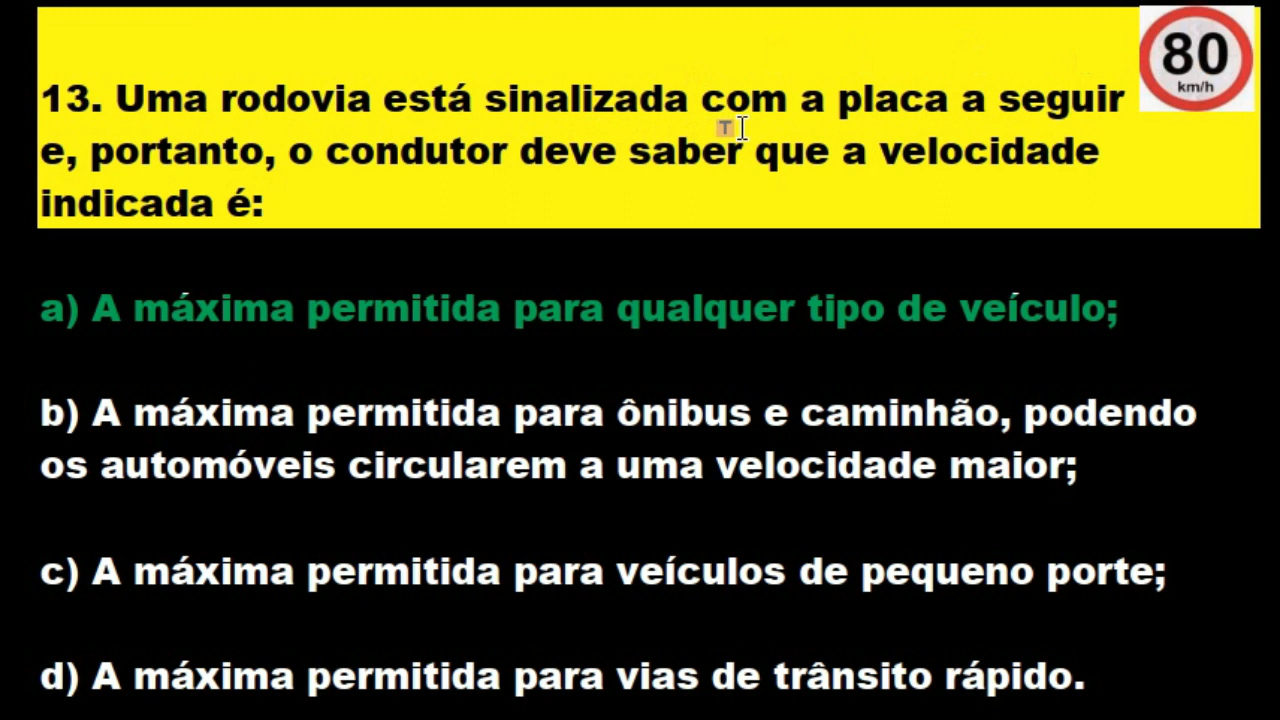 80
km/h
13. Uma rodovia está sinalizada com a placa a seguir
T
e, portanto, o condutor deve saber que a velocidade
indicada é:
a) A máxima permitida para qualquer tipo de veículo;
b) A máxima permitida para ônibus e caminhão, podendo
os automóveis circularem a uma velocidade maior;
c) A máxima permitida para veículos de pequeno porte;
d) A máxima permitida para vias de trânsito rápido.